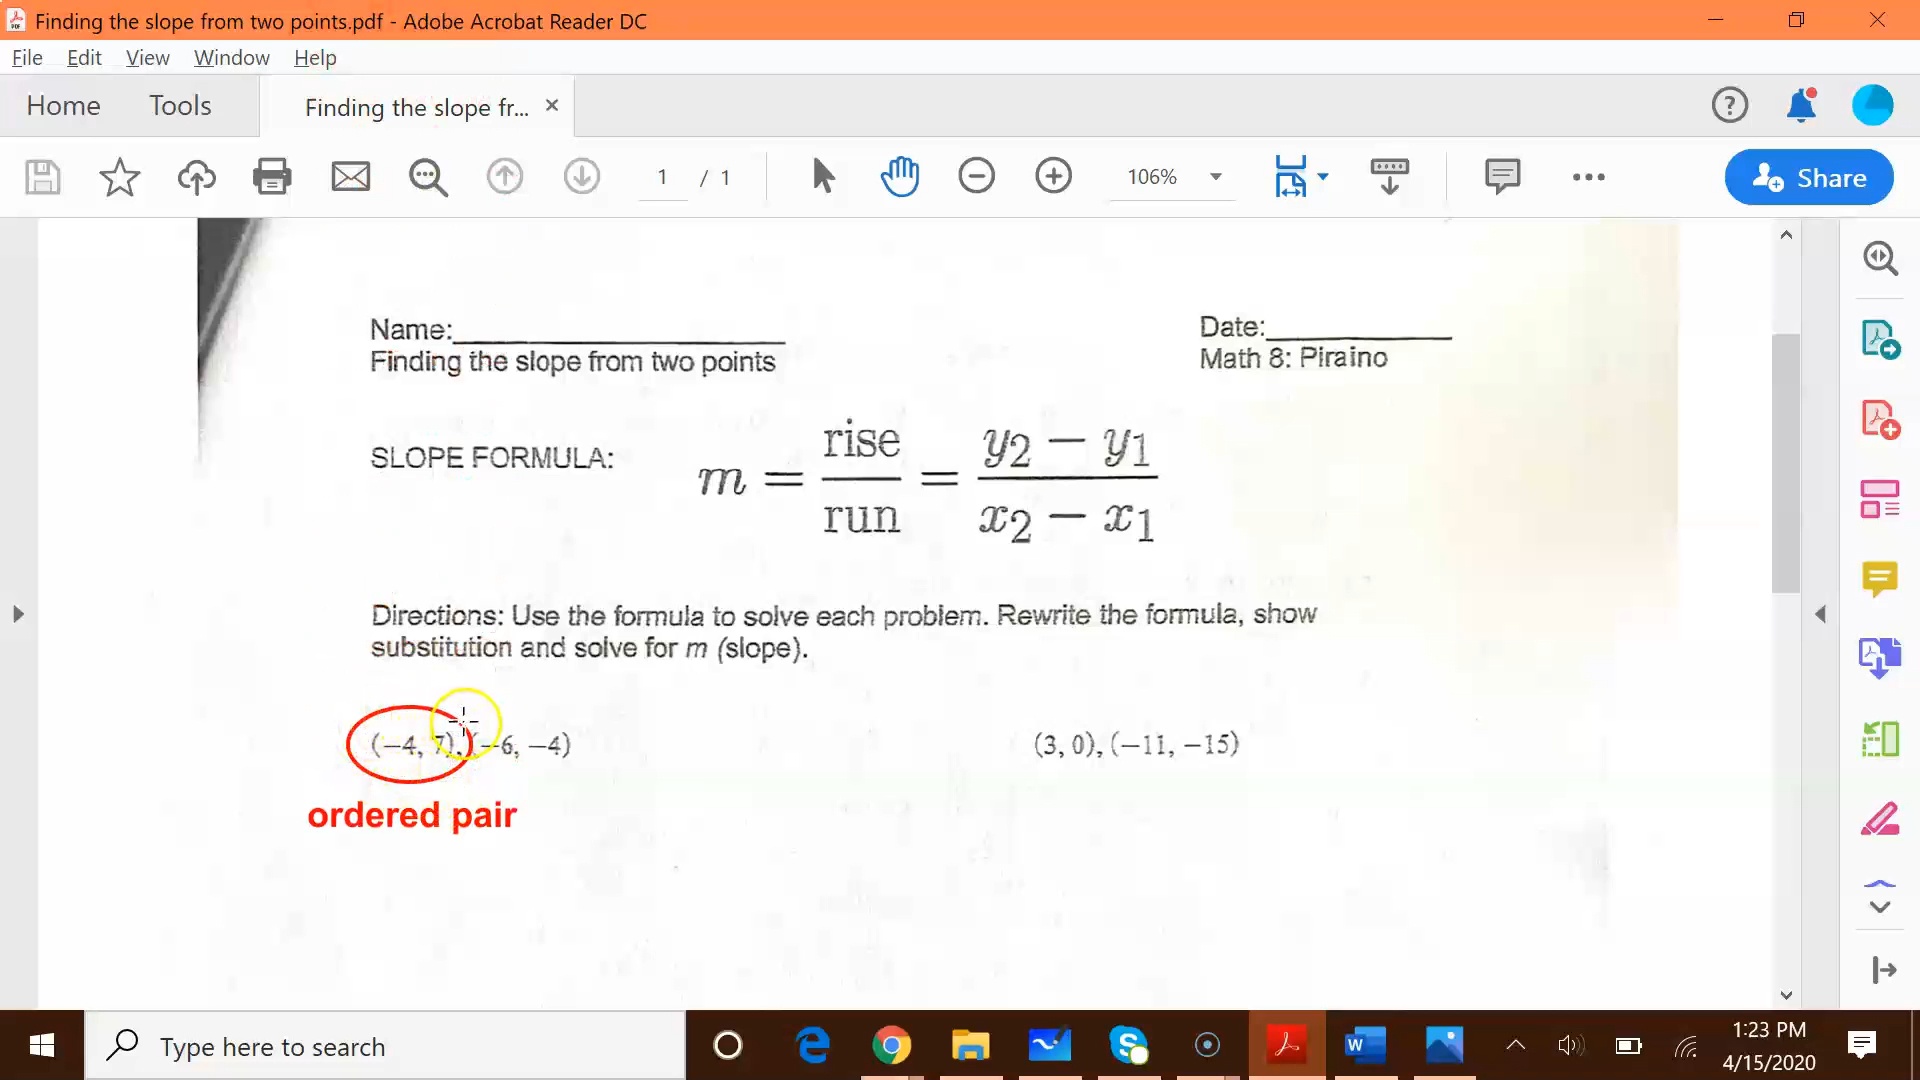 Finding the slope from two points.pdf - Adobe Acrobat Reader DC
File Edit View Window Help
Home Tools Finding the slope fr... ×
1 / 1 106% Share
Name:____________________
Date:____________
Finding the slope from two points
Math 8: Piraino
SLOPE FORMULA: m = rise/run = y₂ − y₁/x₂ − x₁
Directions: Use the formula to solve each problem. Rewrite the formula, show
substitution and solve for m (slope).
(−4, 7), (−6, −4)
(3, 0), (−11, −15)
ordered pair
Type here to search
1:23 PM
4/15/2020